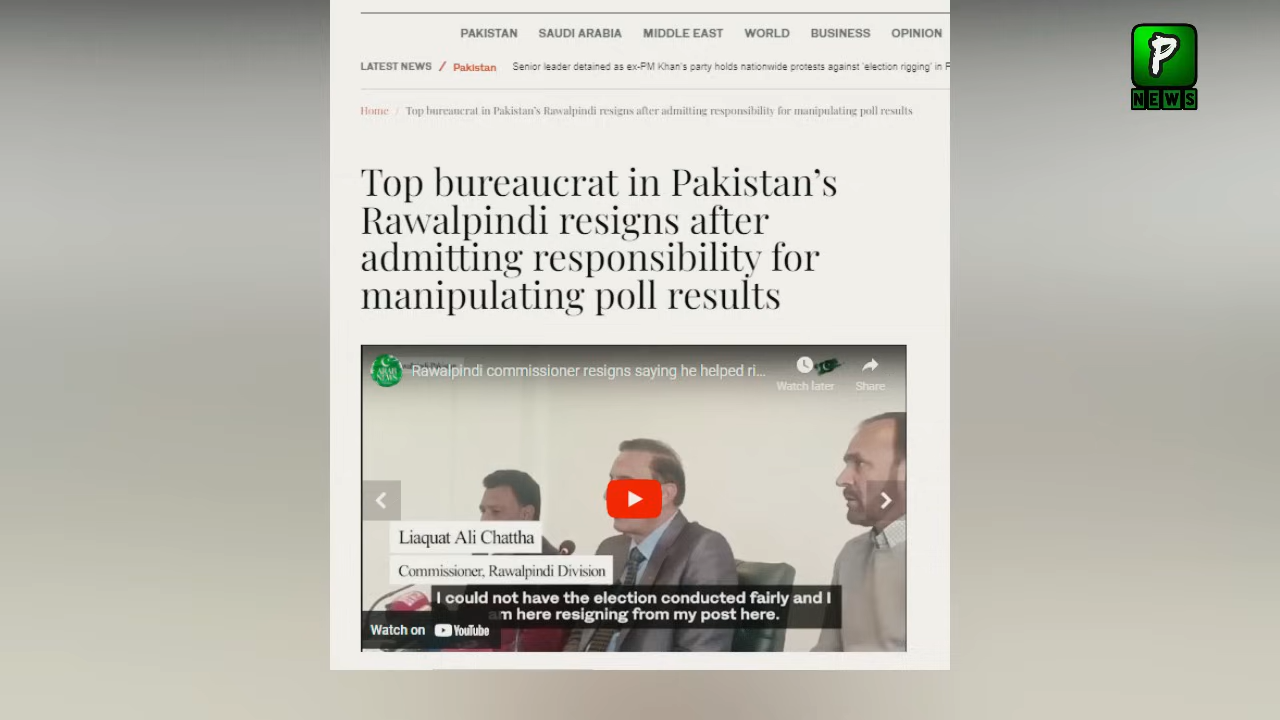 PAKISTAN SAUDI ARABIA MIDDLE EAST WORLD BUSINESS OPINION
P
NEWS
LATEST NEWS / Pakistan Senior leader detained as ex-PM Khan's party holds nationwide protests against 'election rigging' in
Home / Top bureaucrat in Pakistan's Rawalpindi resigns after admitting responsibility for manipulating poll results
Top bureaucrat in Pakistan's
Rawalpindi resigns after
admitting responsibility for
manipulating poll results
ARAB
NEWS
Rawalpindi commissioner resigns saying he helped ri...
Watch later Share
Liaquat Ali Chattha
Commissioner, Rawalpindi Division
I could not have the election conducted fairly and I
am here resigning from my post here.
Watch on YouTube